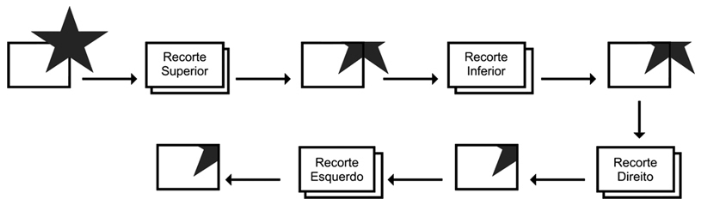 Recorte
Superior
Recorte
Inferior
Recorte
Direito
Recorte
Esquerdo